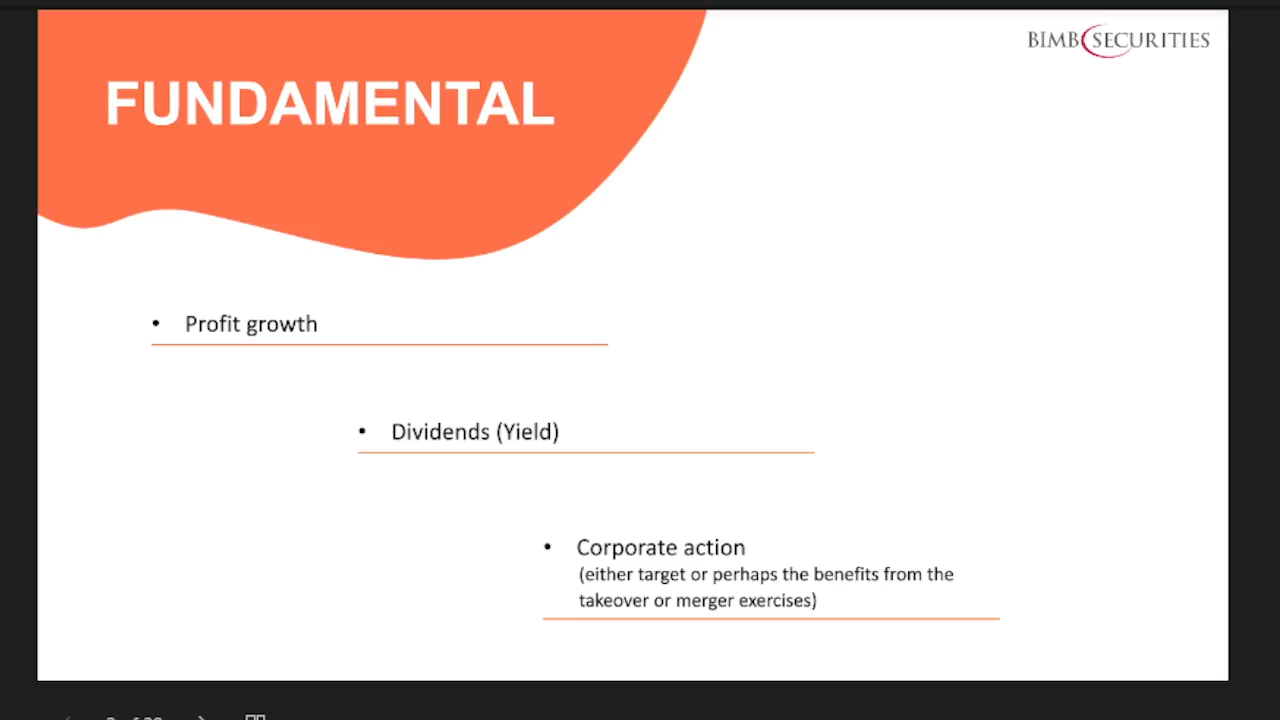 BIMB SECURITIES
FUNDAMENTAL
• Profit growth
• Dividends (Yield)
• Corporate action
(either target or perhaps the benefits from the
takeover or merger exercises)